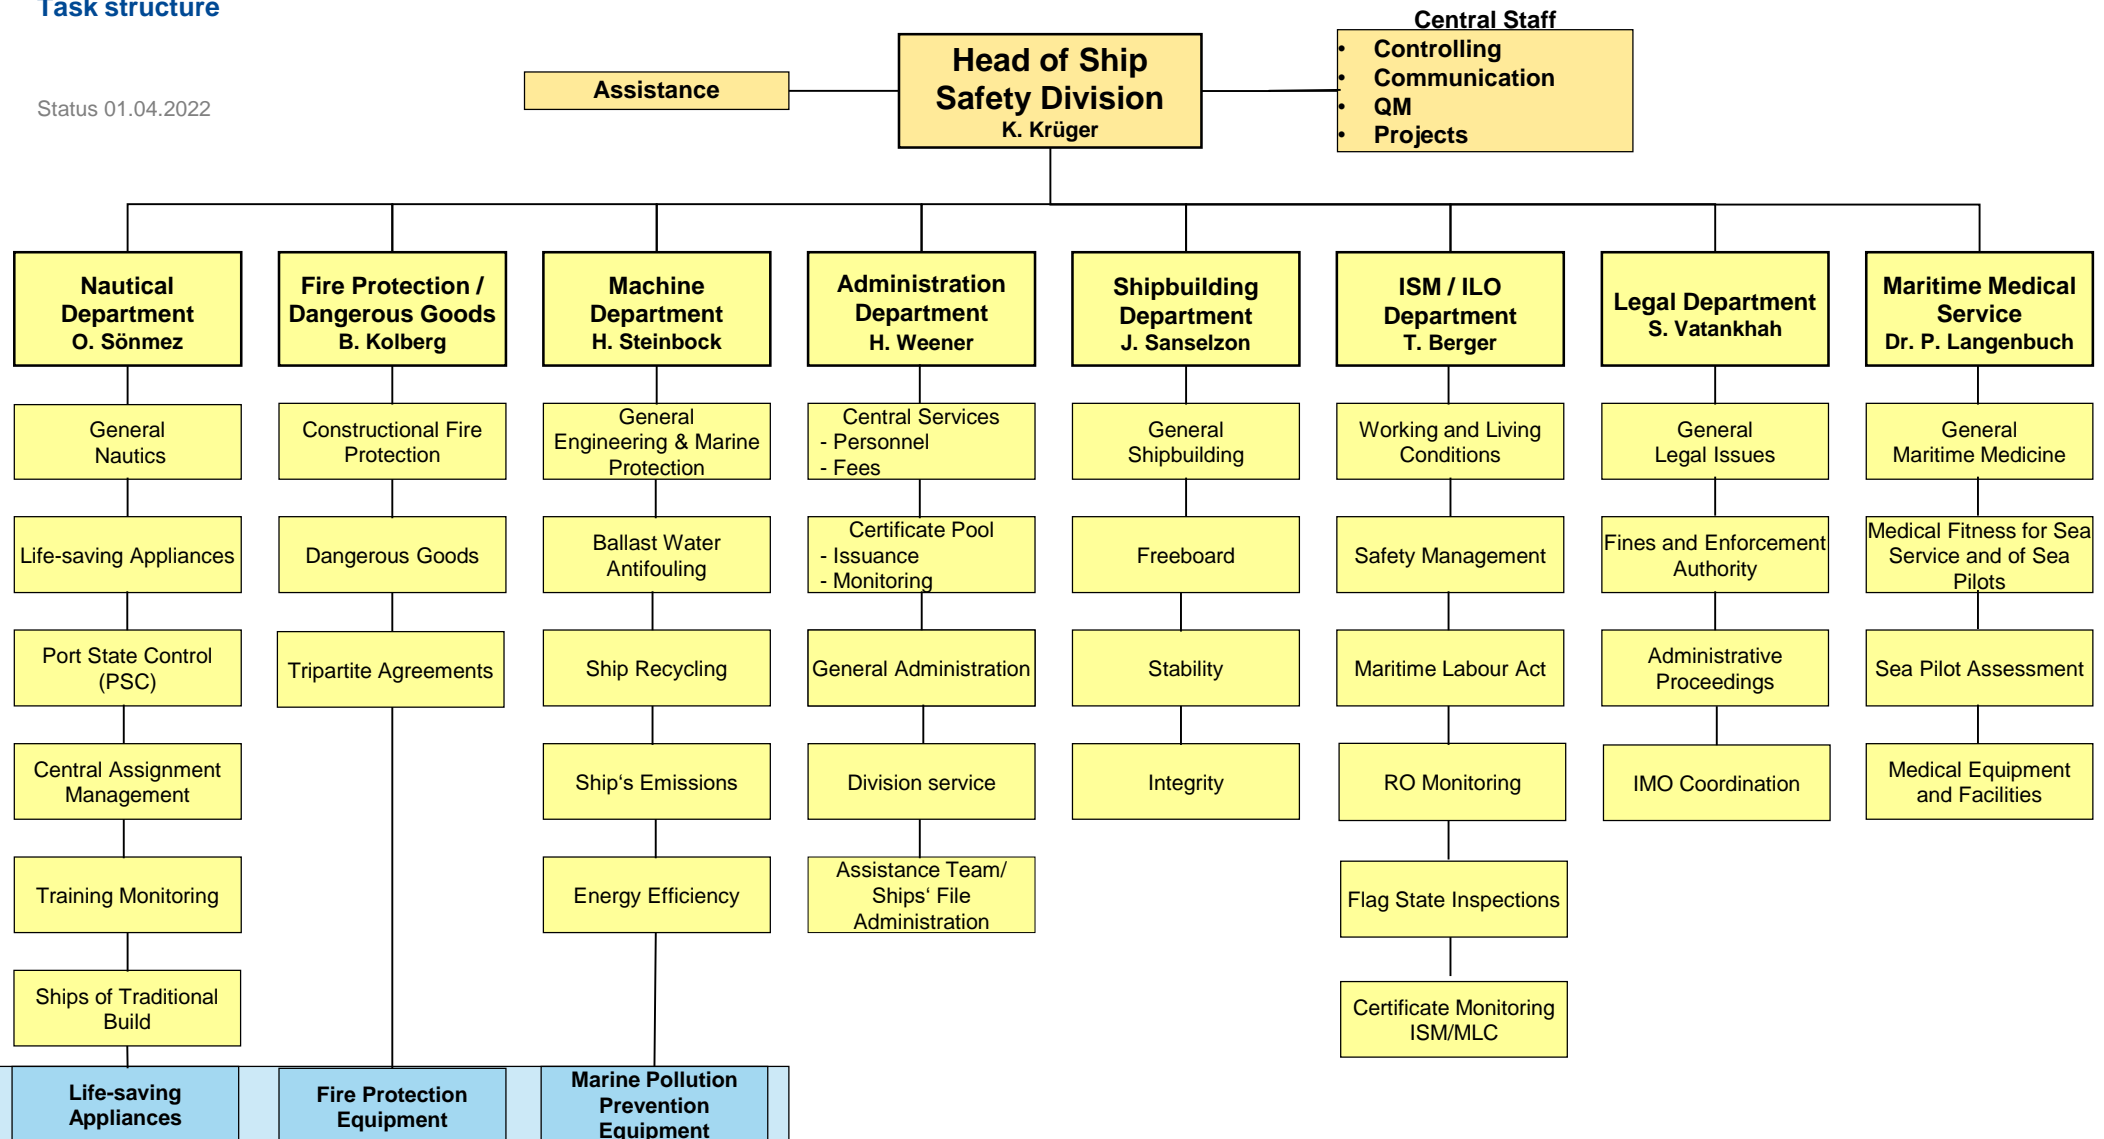 Task structure
Status 01.04.2022
Assistance
Head of Ship
Safety Division
K. Krüger
Central Staff
• Controlling
• Communication
• QM
• Projects
Nautical
Department
O. Sönmez
Fire Protection /
Dangerous Goods
B. Kolberg
Machine
Department
H. Steinbock
Administration
Department
H. Weener
Shipbuilding
Department
J. Sanselzon
ISM / ILO
Department
T. Berger
Legal Department
S. Vatankhah
Maritime Medical
Service
Dr. P. Langenbuch
General
Nautics
Constructional Fire
Protection
General
Engineering & Marine
Protection
Central Services
- Personnel
- Fees
General
Shipbuilding
Working and Living
Conditions
General
Legal Issues
General
Maritime Medicine
Life-saving Appliances
Dangerous Goods
Ballast Water
Antifouling
Certificate Pool
- Issuance
- Monitoring
Freeboard
Safety Management
Fines and Enforcement
Authority
Medical Fitness for Sea
Service and of Sea
Pilots
Port State Control
(PSC)
Tripartite Agreements
Ship Recycling
General Administration
Stability
Maritime Labour Act
Administrative
Proceedings
Sea Pilot Assessment
Central Assignment
Management
Ship‘s Emissions
Division service
Integrity
RO Monitoring
IMO Coordination
Medical Equipment
and Facilities
Training Monitoring
Energy Efficiency
Assistance Team/
Ships‘ File
Administration
Flag State Inspections
Ships of Traditional
Build
Certificate Monitoring
ISM/MLC
Life-saving
Appliances
Fire Protection
Equipment
Marine Pollution
Prevention
Equipment